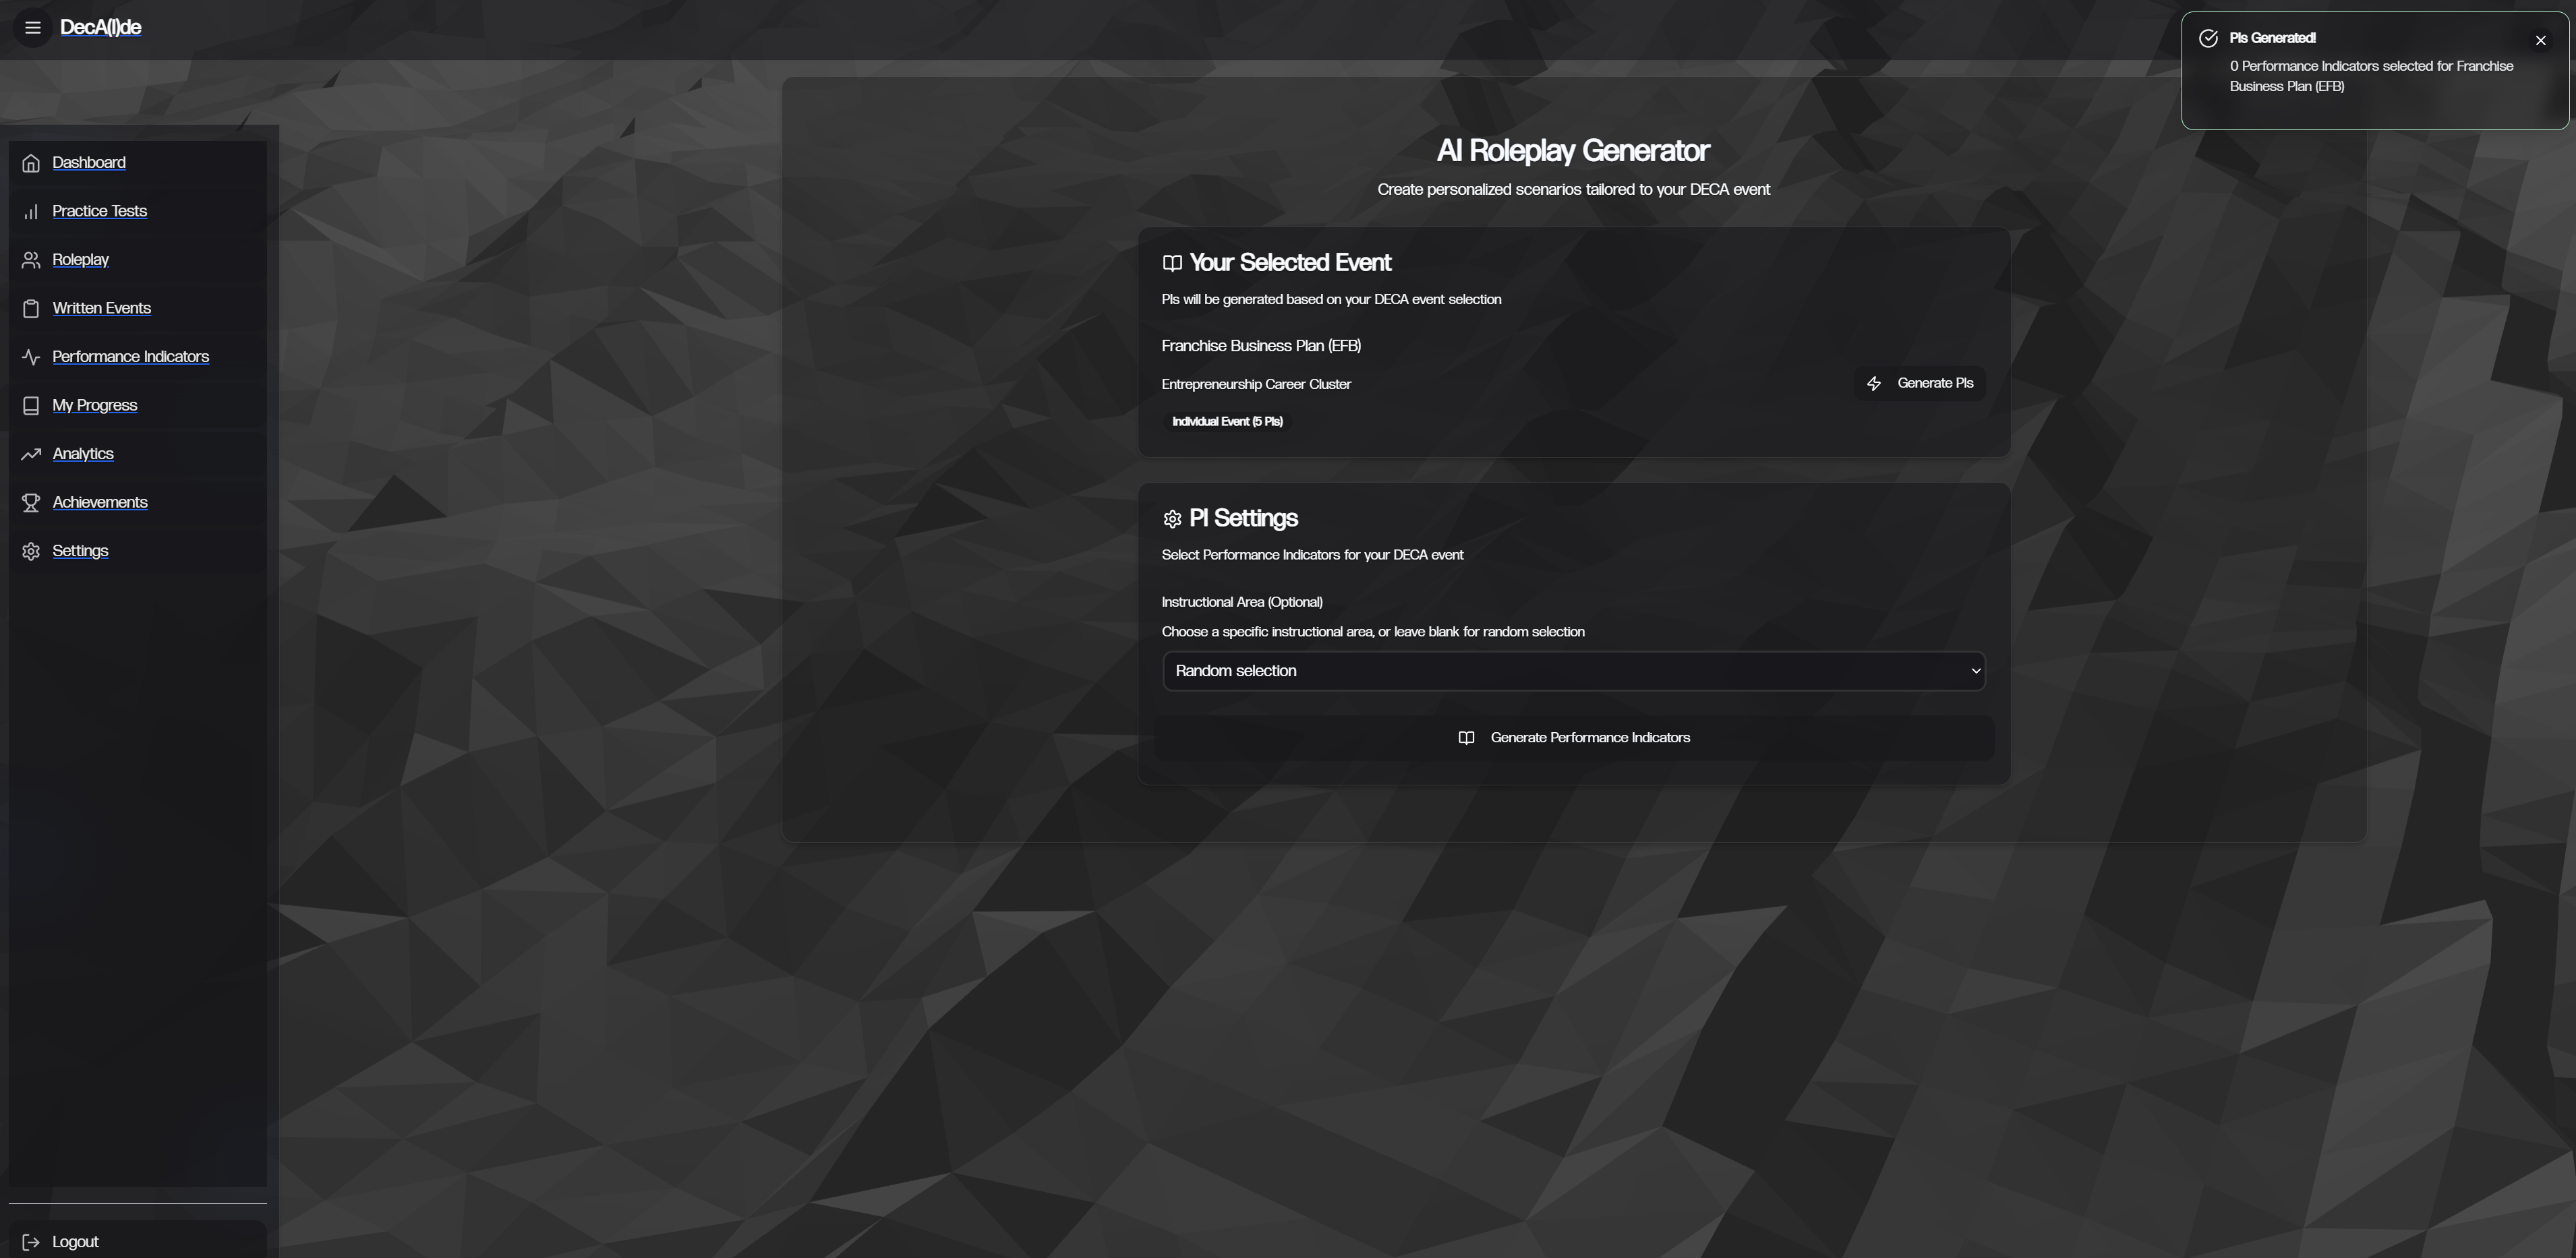 DecA(I)de
PIs Generated!
0 Performance Indicators selected for Franchise
Business Plan (EFB)
Dashboard
Practice Tests
Roleplay
Written Events
Performance Indicators
My Progress
Analytics
Achievements
Settings
Logout
AI Roleplay Generator
Create personalized scenarios tailored to your DECA event
Your Selected Event
PIs will be generated based on your DECA event selection
Franchise Business Plan (EFB)
Entrepreneurship Career Cluster
Generate PIs
Individual Event (5 PIs)
PI Settings
Select Performance Indicators for your DECA event
Instructional Area (Optional)
Choose a specific instructional area, or leave blank for random selection
Random selection
Generate Performance Indicators